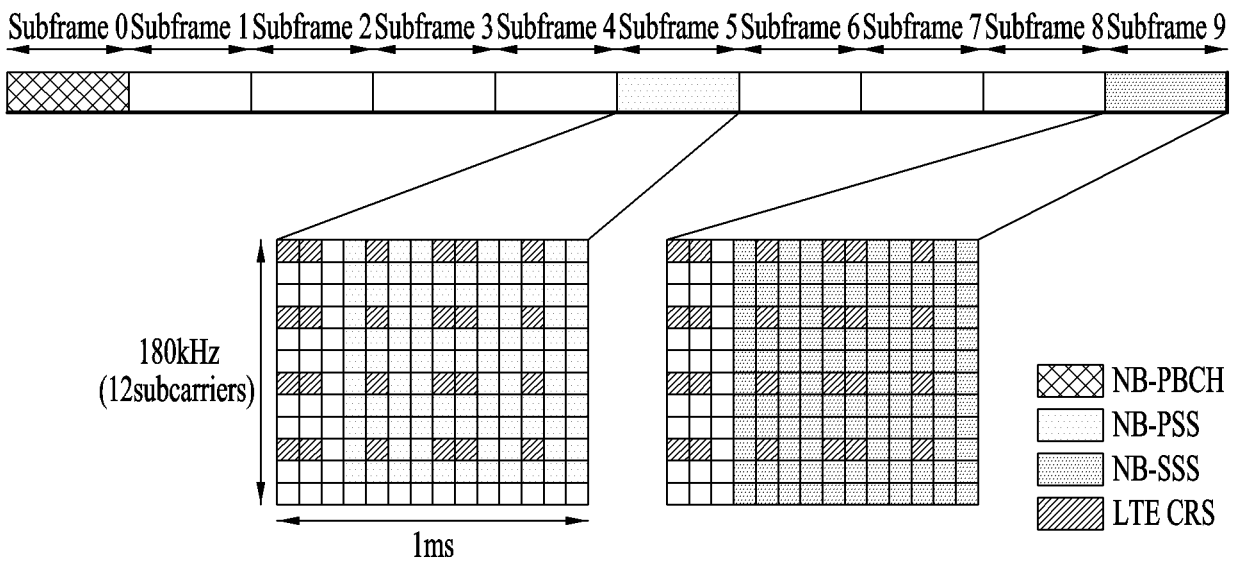 Subframe 0 Subframe 1 Subframe 2 Subframe 3 Subframe 4 Subframe 5 Subframe 6 Subframe 7 Subframe 8 Subframe 9
180kHz
(12subcarriers)
1ms
NB-PBCH
NB-PSS
NB-SSS
LTE CRS